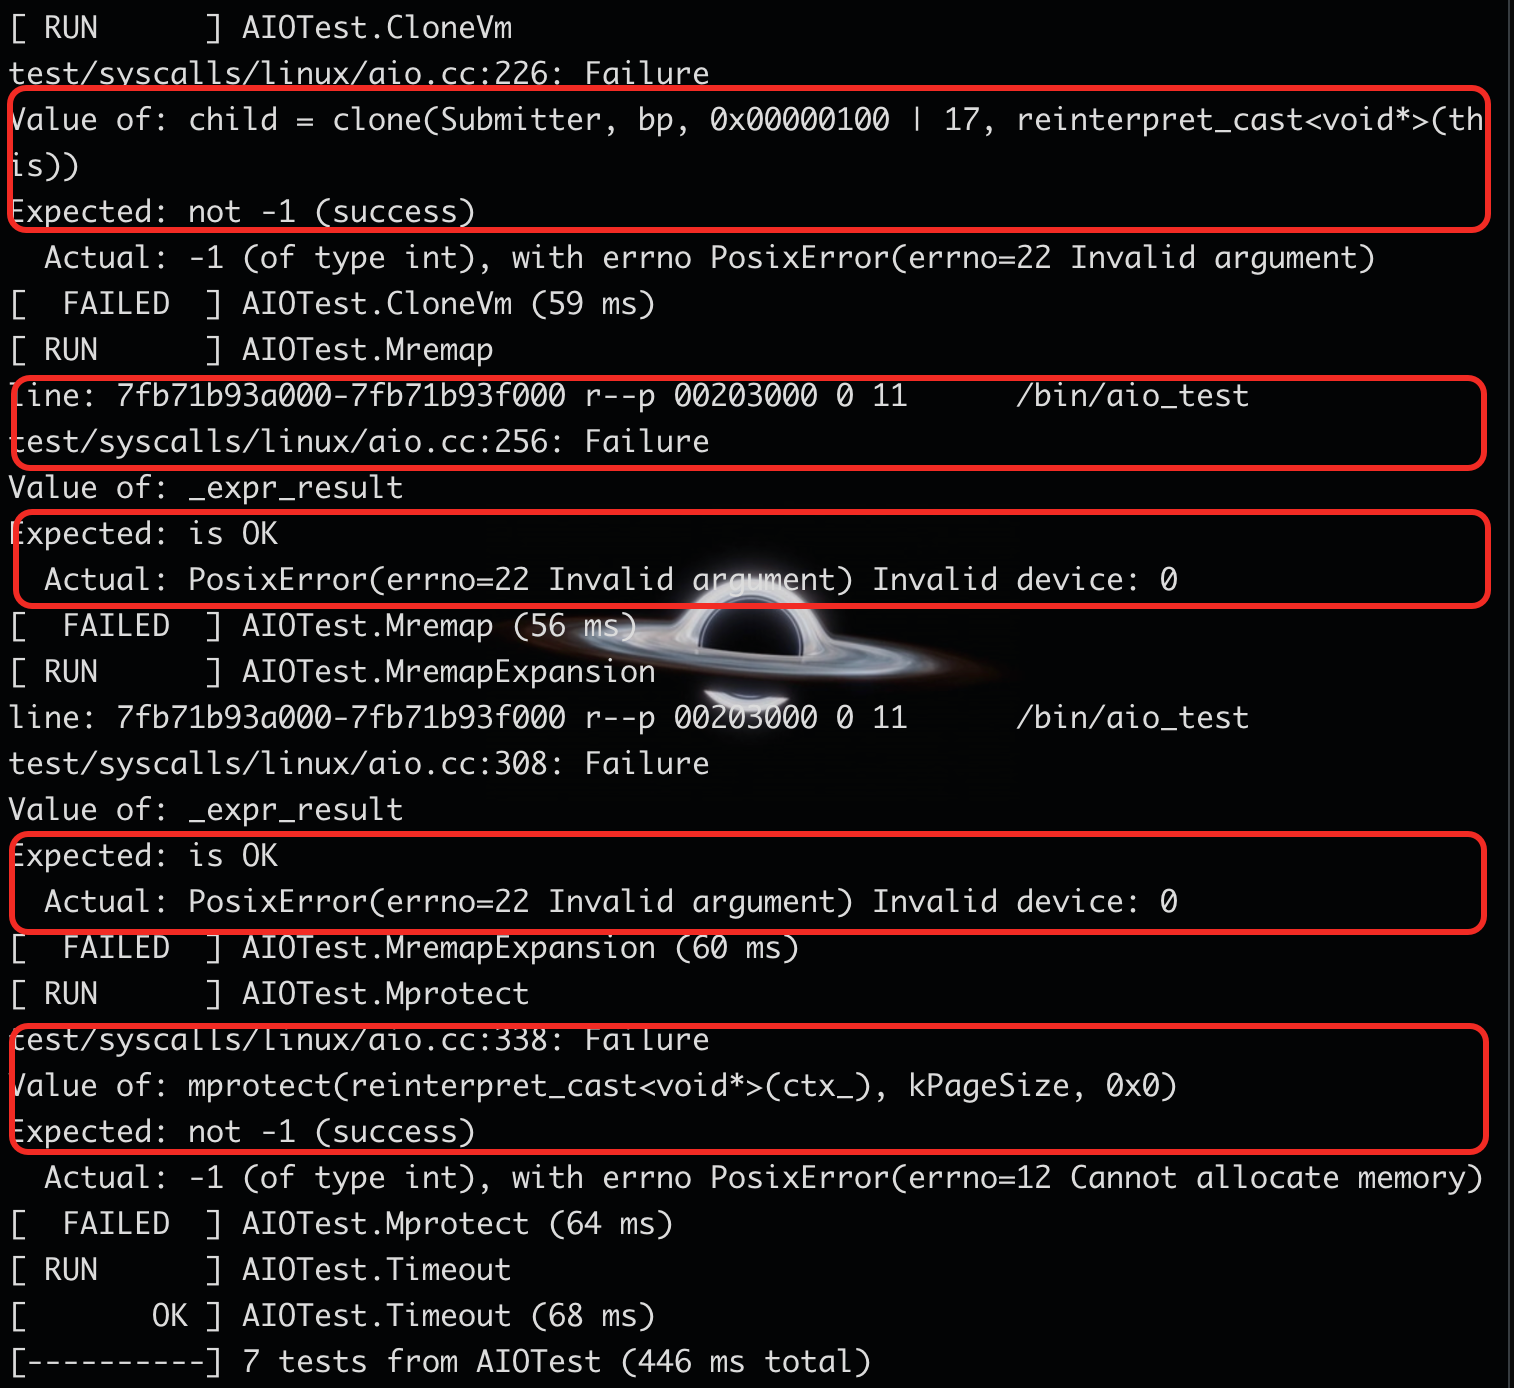 [ RUN      ] AIOTest.CloneVm
test/syscalls/linux/aio.cc:226: Failure
Value of: child = clone(Submitter, bp, 0x00000100 | 17, reinterpret_cast<void*>(th
is))
Expected: not -1 (success)
  Actual: -1 (of type int), with errno PosixError(errno=22 Invalid argument)
[  FAILED  ] AIOTest.CloneVm (59 ms)
[ RUN      ] AIOTest.Mremap
line: 7fb71b93a000-7fb71b93f000 r--p 00203000 0 11      /bin/aio_test
test/syscalls/linux/aio.cc:256: Failure
Value of: _expr_result
Expected: is OK
  Actual: PosixError(errno=22 Invalid argument) Invalid device: 0
[  FAILED  ] AIOTest.Mremap (56 ms)
[ RUN      ] AIOTest.MremapExpansion
line: 7fb71b93a000-7fb71b93f000 r--p 00203000 0 11      /bin/aio_test
test/syscalls/linux/aio.cc:308: Failure
Value of: _expr_result
Expected: is OK
  Actual: PosixError(errno=22 Invalid argument) Invalid device: 0
[  FAILED  ] AIOTest.MremapExpansion (60 ms)
[ RUN      ] AIOTest.Mprotect
test/syscalls/linux/aio.cc:338: Failure
Value of: mprotect(reinterpret_cast<void*>(ctx_), kPageSize, 0x0)
Expected: not -1 (success)
  Actual: -1 (of type int), with errno PosixError(errno=12 Cannot allocate memory)
[  FAILED  ] AIOTest.Mprotect (64 ms)
[ RUN      ] AIOTest.Timeout
[       OK ] AIOTest.Timeout (68 ms)
[----------] 7 tests from AIOTest (446 ms total)